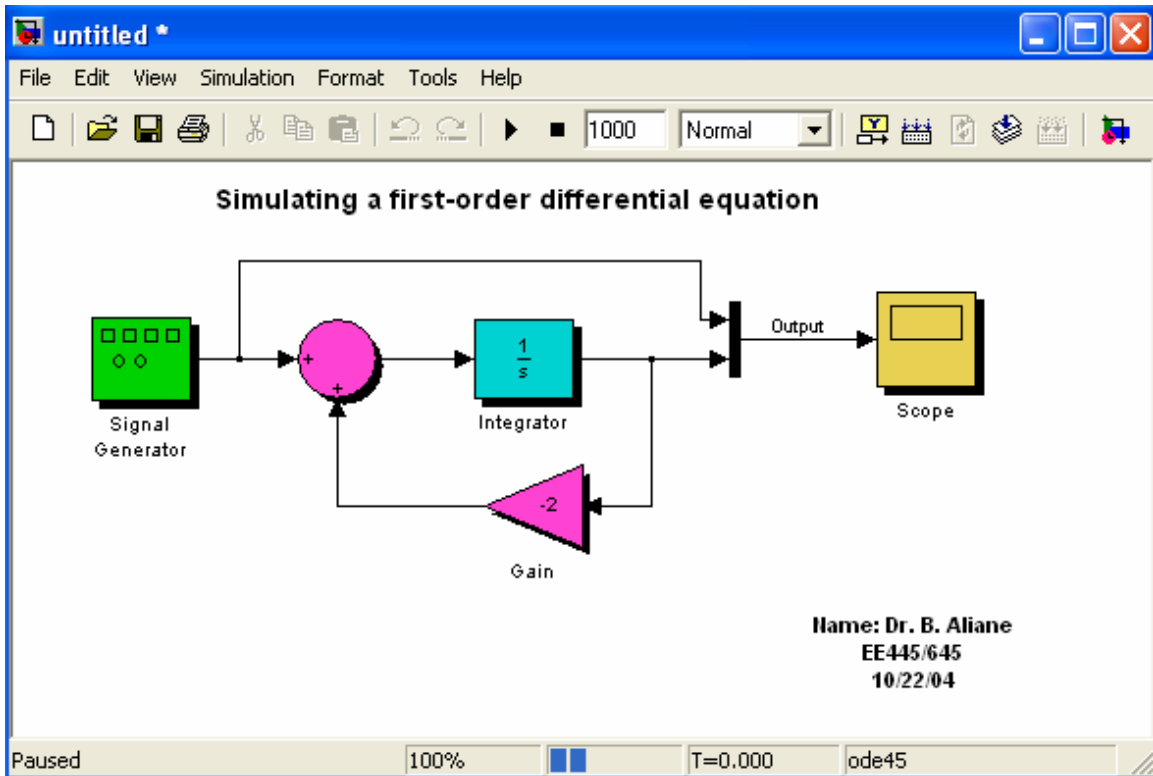 untitled *
File Edit View Simulation Format Tools Help
1000 Normal
Simulating a first-order differential equation
Signal
Generator
+
+
1
s
Integrator
-2
Gain
Output
Scope
Name: Dr. B. Aliane
EE445/645
10/22/04
Paused 100% T=0.000 ode45